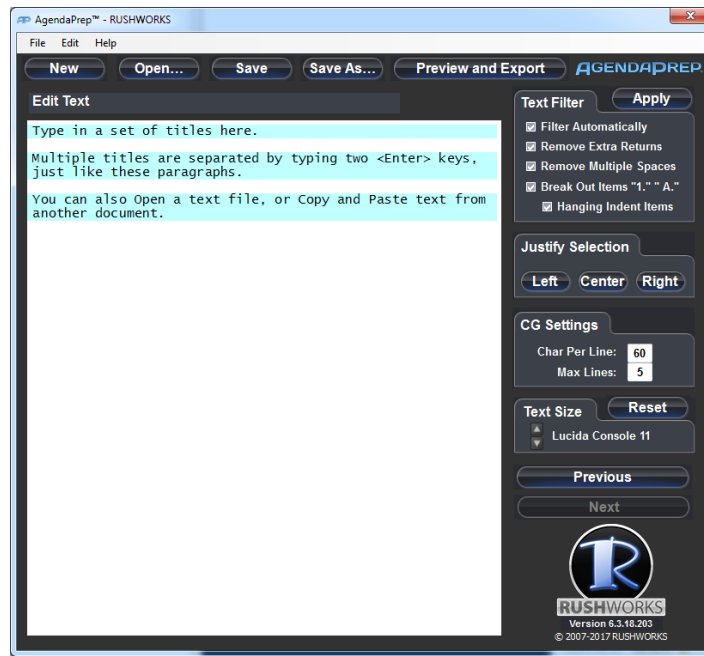 AgendaPrep™ - RUSHWORKS
File Edit Help
New Open... Save Save As... Preview and Export AGENDAPREP
Edit Text
Type in a set of titles here.
Multiple titles are separated by typing two <Enter> keys,
just like these paragraphs.
You can also Open a text file, or Copy and Paste text from
another document.
Text Filter Apply
Filter Automatically
Remove Extra Returns
Remove Multiple Spaces
Break Out Items "1." " A."
Hanging Indent Items
Justify Selection
Left Center Right
CG Settings
Char Per Line: 60
Max Lines: 5
Text Size Reset
Lucida Console 11
Previous
Next
R
RUSHWORKS
Version 6.3.18.203
© 2007-2017 RUSHWORKS